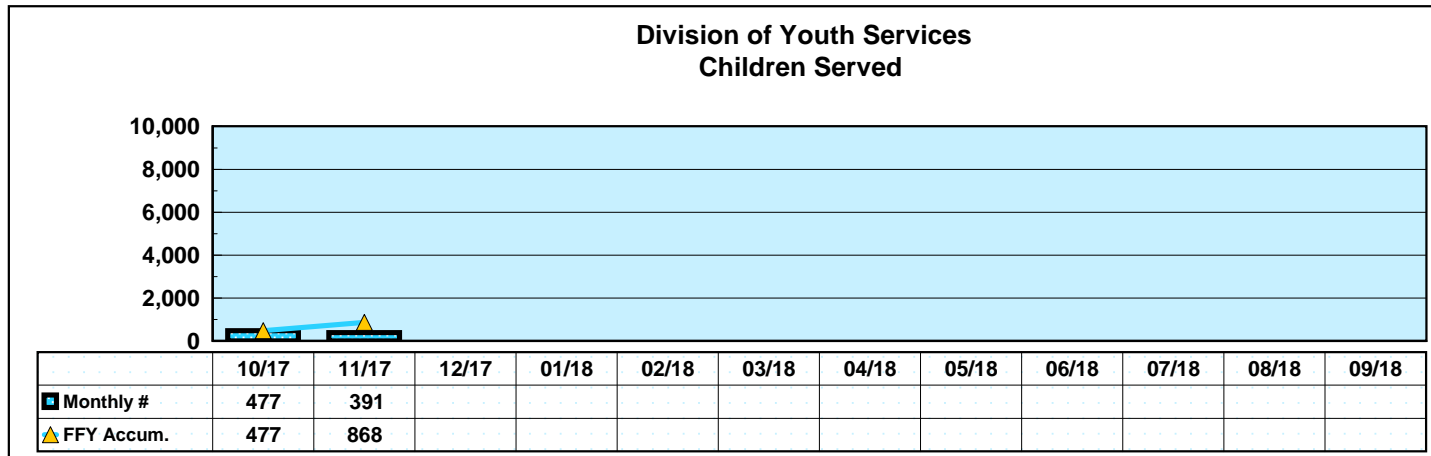 Division of Youth Services
Children Served
10,000
8,000
6,000
4,000
2,000
0
10/17 11/17 12/17 01/18 02/18 03/18 04/18 05/18 06/18 07/18 08/18 09/18
Monthly # 477 391
FFY Accum. 477 868